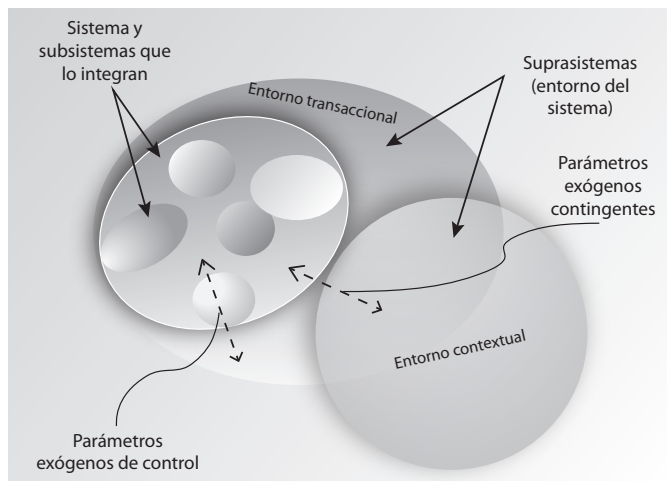 Sistema y
subsistemas que
lo integran
Entorno transaccional
Suprasistemas
(entorno del
sistema)
Parámetros
exógenos
contingentes
Entorno contextual
Parámetros
exógenos de control